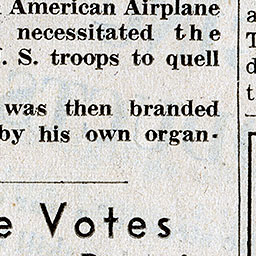 American Airplane
necessitated the
. S. troops to quell
was then branded
by his own organ-
e Votes